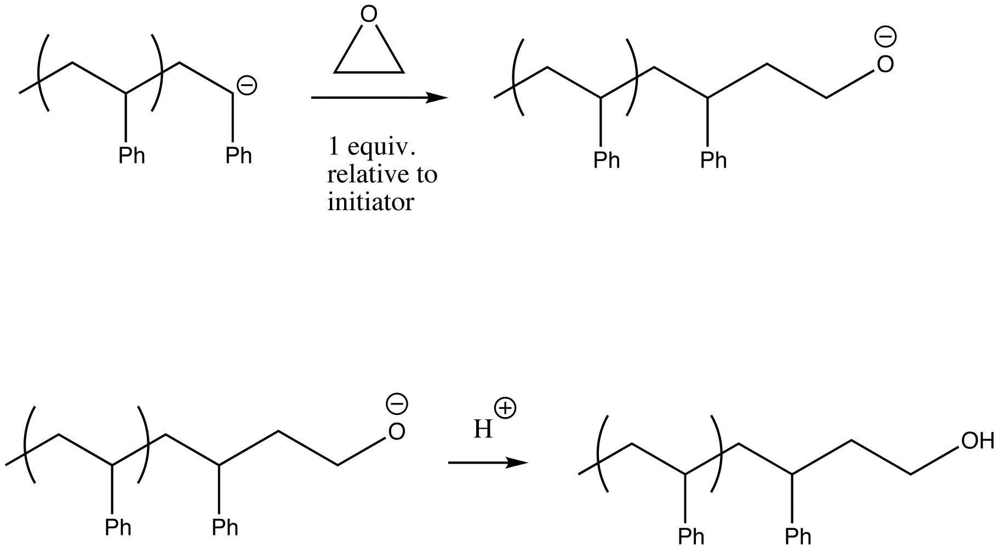 O
⊖
⊖
O
Ph
Ph
1 equiv.
relative to
initiator
Ph
Ph
⊖
O
H⊕
OH
Ph
Ph
Ph
Ph